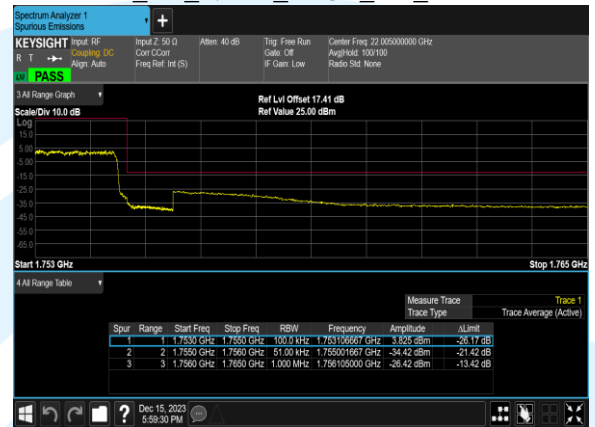 Spectrum Analyzer 1
Spurious Emissions
KEYSIGHT
R T
LV PASS
Input: RF
Coupling: DC
Align: Auto
Input Z: 50 Ω
Corr CCorr
Freq Ref: Int (S)
Atten: 40 dB
Trig: Free Run
Gate: Off
IF Gain: Low
Center Freq: 22.005000000 GHz
Avg|Hold: 100/100
Radio Std: None
3 All Range Graph
Ref Lvl Offset 17.41 dB
Scale/Div 10.0 dB
Ref Value 25.00 dBm
Log
15.0
5.00
-5.00
-15.0
-25.0
-35.0
-45.0
-55.0
-65.0
Start 1.753 GHz
Stop 1.765 GHz
4 All Range Table
Measure Trace Trace 1
Trace Type Trace Average (Active)
Spur Range Start Freq Stop Freq RBW Frequency Amplitude ΔLimit
1 1 1.7530 GHz 1.7550 GHz 100.0 kHz 1.753106667 GHz 3.825 dBm -26.17 dB
2 2 1.7550 GHz 1.7560 GHz 51.00 kHz 1.755001667 GHz -34.42 dBm -21.42 dB
3 3 1.7560 GHz 1.7650 GHz 1.000 MHz 1.756105000 GHz -26.42 dBm -13.42 dB
Dec 15, 2023
5:59:30 PM